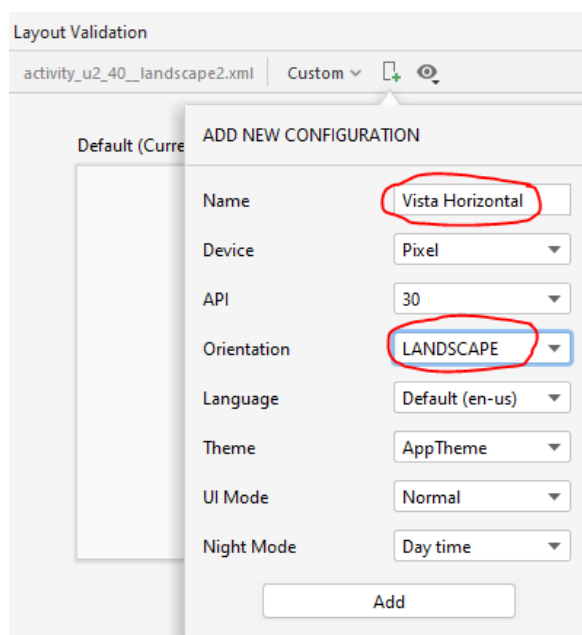 Layout Validation
activity_u2_40__landscape2.xml Custom
Default (Curre
ADD NEW CONFIGURATION
Name Vista Horizontal
Device Pixel
API 30
Orientation LANDSCAPE
Language Default (en-us)
Theme AppTheme
UI Mode Normal
Night Mode Day time
Add